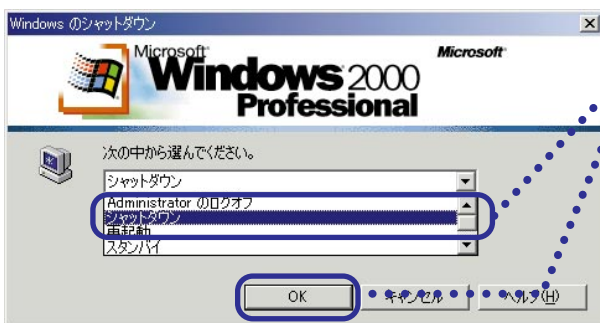 Windows のシャットダウン
Microsoft
Windows 2000
Professional
Microsoft
次の中から選んでください。
シャットダウン
Administrator のログオフ
シャットダウン
再起動
スタンバイ
OK
キャンセル
ヘルプ(H)